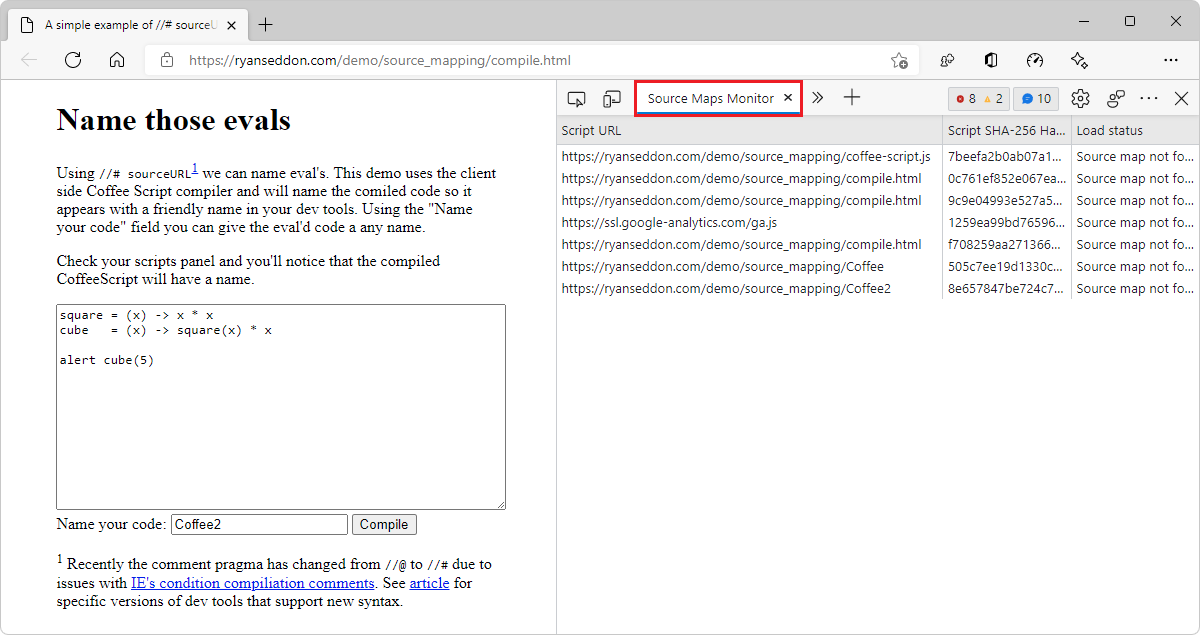 A simple example of //# sourceU
https://ryanseddon.com/demo/source_mapping/compile.html
Name those evals
Using //# sourceURL1 we can name eval's. This demo uses the client
side Coffee Script compiler and will name the comiled code so it
appears with a friendly name in your dev tools. Using the "Name
your code" field you can give the eval'd code a any name.
Check your scripts panel and you'll notice that the compiled
CoffeeScript will have a name.
square = (x) -> x * x
cube   = (x) -> square(x) * x
alert cube(5)
Name your code: Coffee2 Compile
1 Recently the comment pragma has changed from //@ to //# due to
issues with IE's condition compiliation comments. See article for
specific versions of dev tools that support new syntax.
Source Maps Monitor
8 2 10
Script URL Script SHA-256 Ha... Load status
https://ryanseddon.com/demo/source_mapping/coffee-script.js 7beefa2b0ab07a1... Source map not fo...
https://ryanseddon.com/demo/source_mapping/compile.html 0c761ef852e067ea... Source map not fo...
https://ryanseddon.com/demo/source_mapping/compile.html 9c9e04993e527a5... Source map not fo...
https://ssl.google-analytics.com/ga.js 1259ea99bd76596... Source map not fo...
https://ryanseddon.com/demo/source_mapping/compile.html f708259aa271366... Source map not fo...
https://ryanseddon.com/demo/source_mapping/Coffee 505c7ee19d1330c... Source map not fo...
https://ryanseddon.com/demo/source_mapping/Coffee2 8e657847be724c7... Source map not fo...